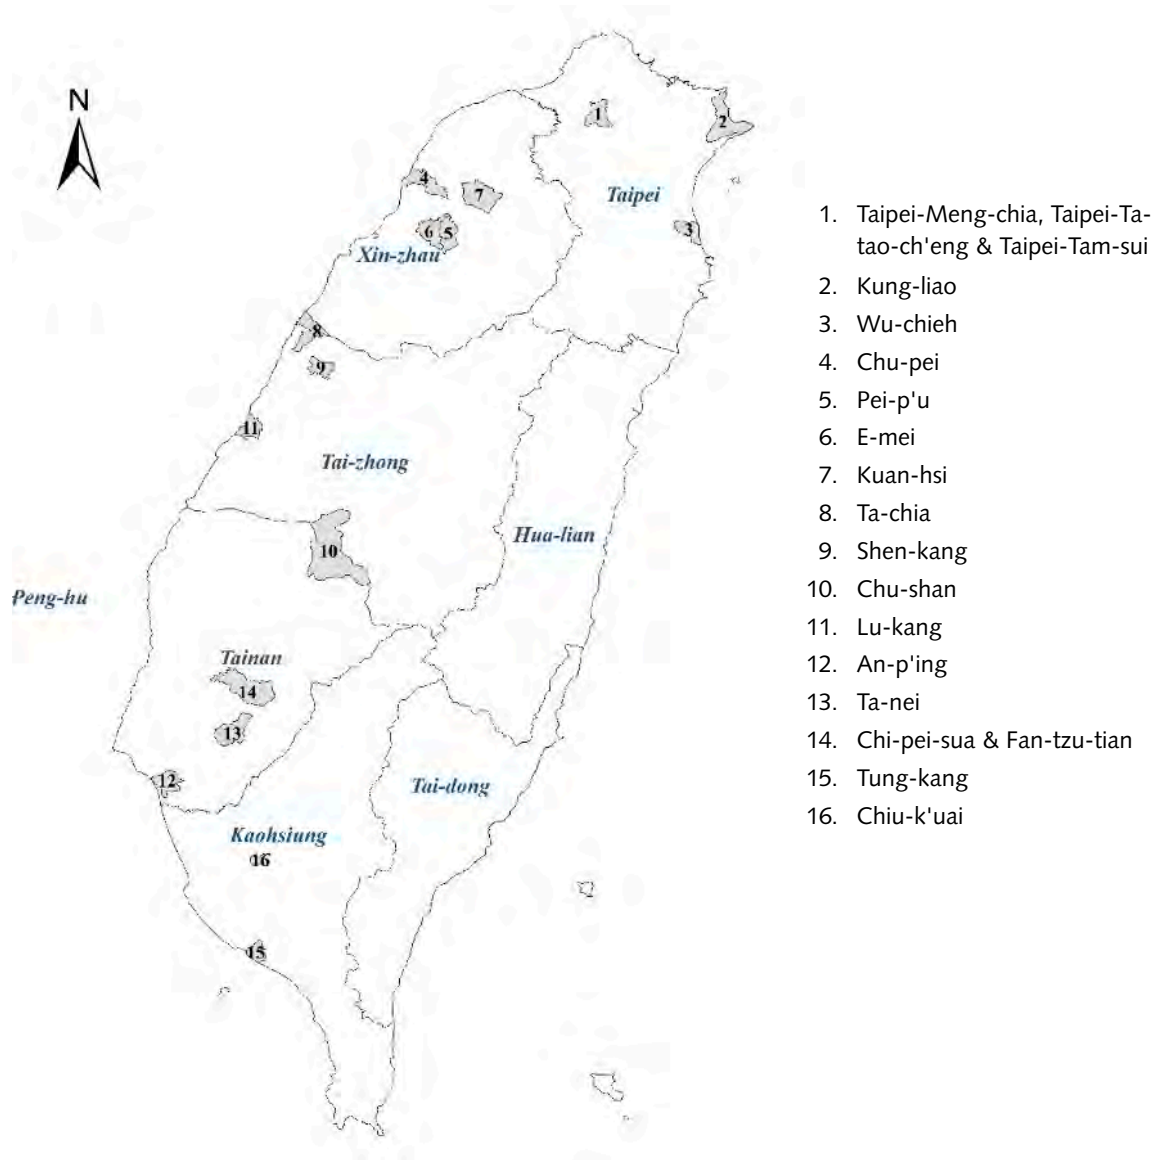 N
1
2
Taipei
3
4
7
6
5
Xin-zhau
8
9
11
Tai-zhong
10
Hua-lian
Peng-hu
Tainan
14
13
12
Tai-dong
Kaohsiung
16
15
1. Taipei-Meng-chia, Taipei-Ta-
tao-ch'eng & Taipei-Tam-sui
2. Kung-liao
3. Wu-chieh
4. Chu-pei
5. Pei-p'u
6. E-mei
7. Kuan-hsi
8. Ta-chia
9. Shen-kang
10. Chu-shan
11. Lu-kang
12. An-p'ing
13. Ta-nei
14. Chi-pei-sua & Fan-tzu-tian
15. Tung-kang
16. Chiu-k'uai